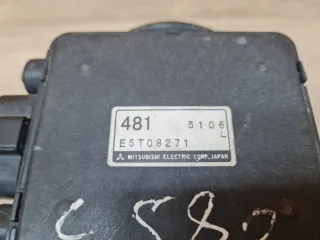 481 5106
L
E5T08271
MITSUBISHI ELECTRIC CORP. JAPAN